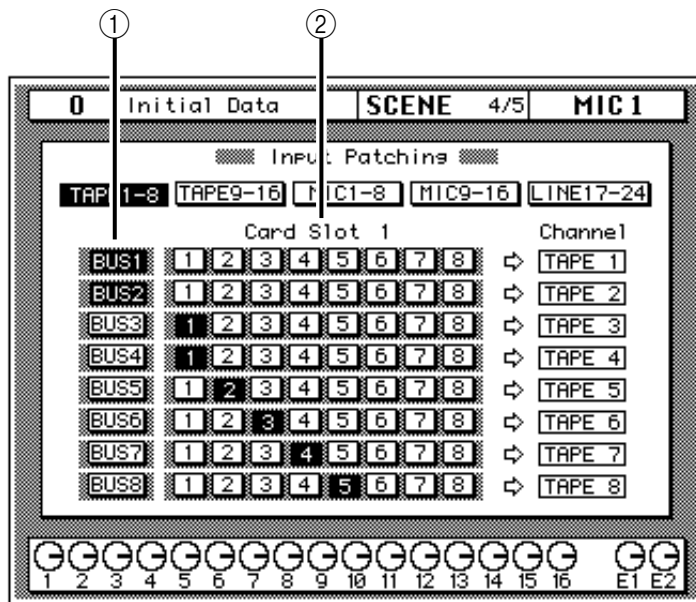 ① ②
0 Initial Data SCENE 4/5 MIC 1
Input Patching
TAPE1-8 TAPE9-16 MIC1-8 MIC9-16 LINE17-24
Card Slot 1 Channel
BUS1 1 2 3 4 5 6 7 8 ⇨ TAPE 1
BUS2 1 2 3 4 5 6 7 8 ⇨ TAPE 2
BUS3 1 2 3 4 5 6 7 8 ⇨ TAPE 3
BUS4 1 2 3 4 5 6 7 8 ⇨ TAPE 4
BUS5 1 2 3 4 5 6 7 8 ⇨ TAPE 5
BUS6 1 2 3 4 5 6 7 8 ⇨ TAPE 6
BUS7 1 2 3 4 5 6 7 8 ⇨ TAPE 7
BUS8 1 2 3 4 5 6 7 8 ⇨ TAPE 8
1 2 3 4 5 6 7 8 9 10 11 12 13 14 15 16 E1 E2